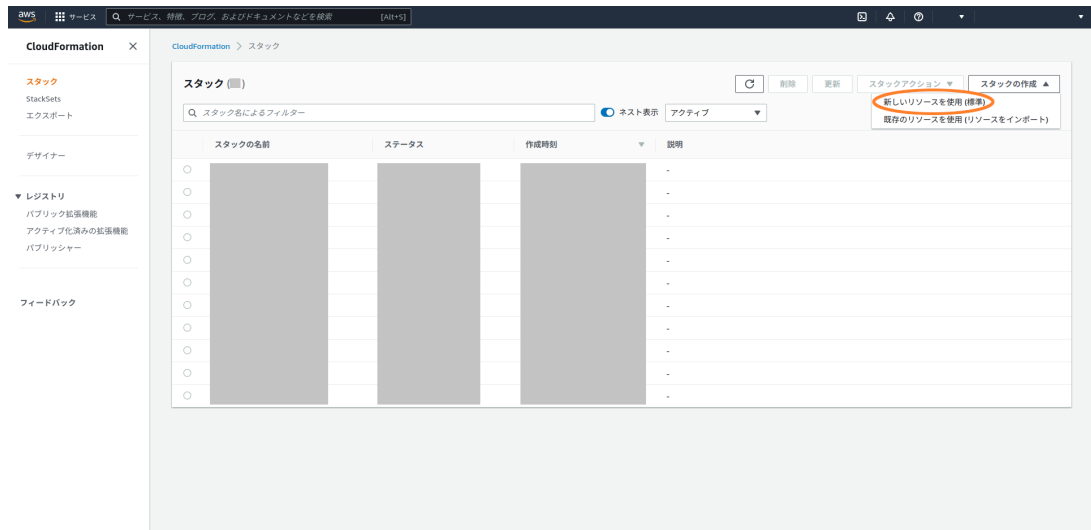 aws サービス サービス、特徴、ブログ、およびドキュメントなどを検索 [Alt+S]
CloudFormation
CloudFormation > スタック
スタック
StackSets
エクスポート
デザイナー
レジストリ
パブリック拡張機能
アクティブ化済みの拡張機能
パブリッシャー
フィードバック
スタック ( )
削除 更新 スタックアクション スタックの作成
新しいリソースを使用 (標準)
既存のリソースを使用 (リソースをインポート)
スタック名によるフィルター
ネスト表示 アクティブ
スタックの名前 ステータス 作成時刻 説明
-
-
-
-
-
-
-
-
-
-
-